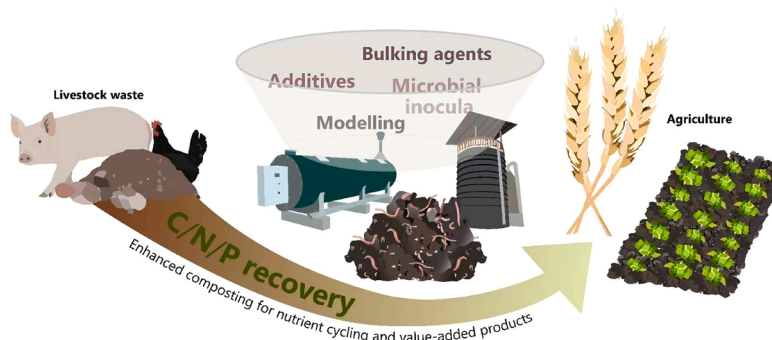 Livestock waste
Bulking agents
Additives
Microbial
inocula
Modelling
Agriculture
C/N/P recovery
Enhanced composting for nutrient cycling and value-added products